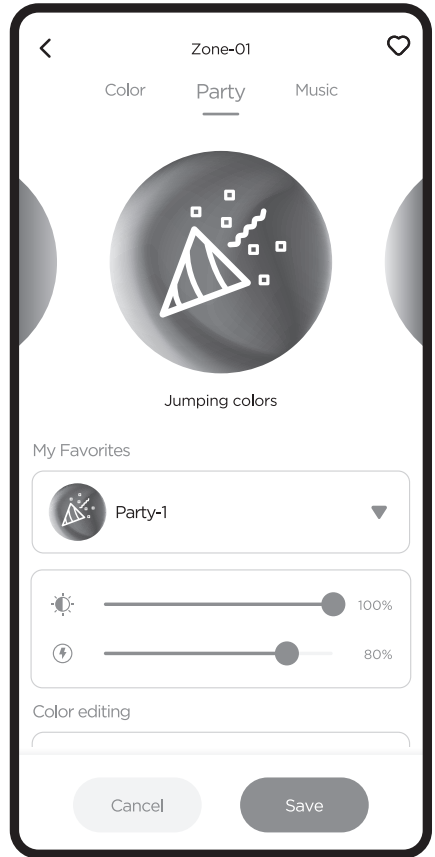 Zone-01
Color Party Music
Jumping colors
My Favorites
Party-1
100%
80%
Color editing
Cancel Save